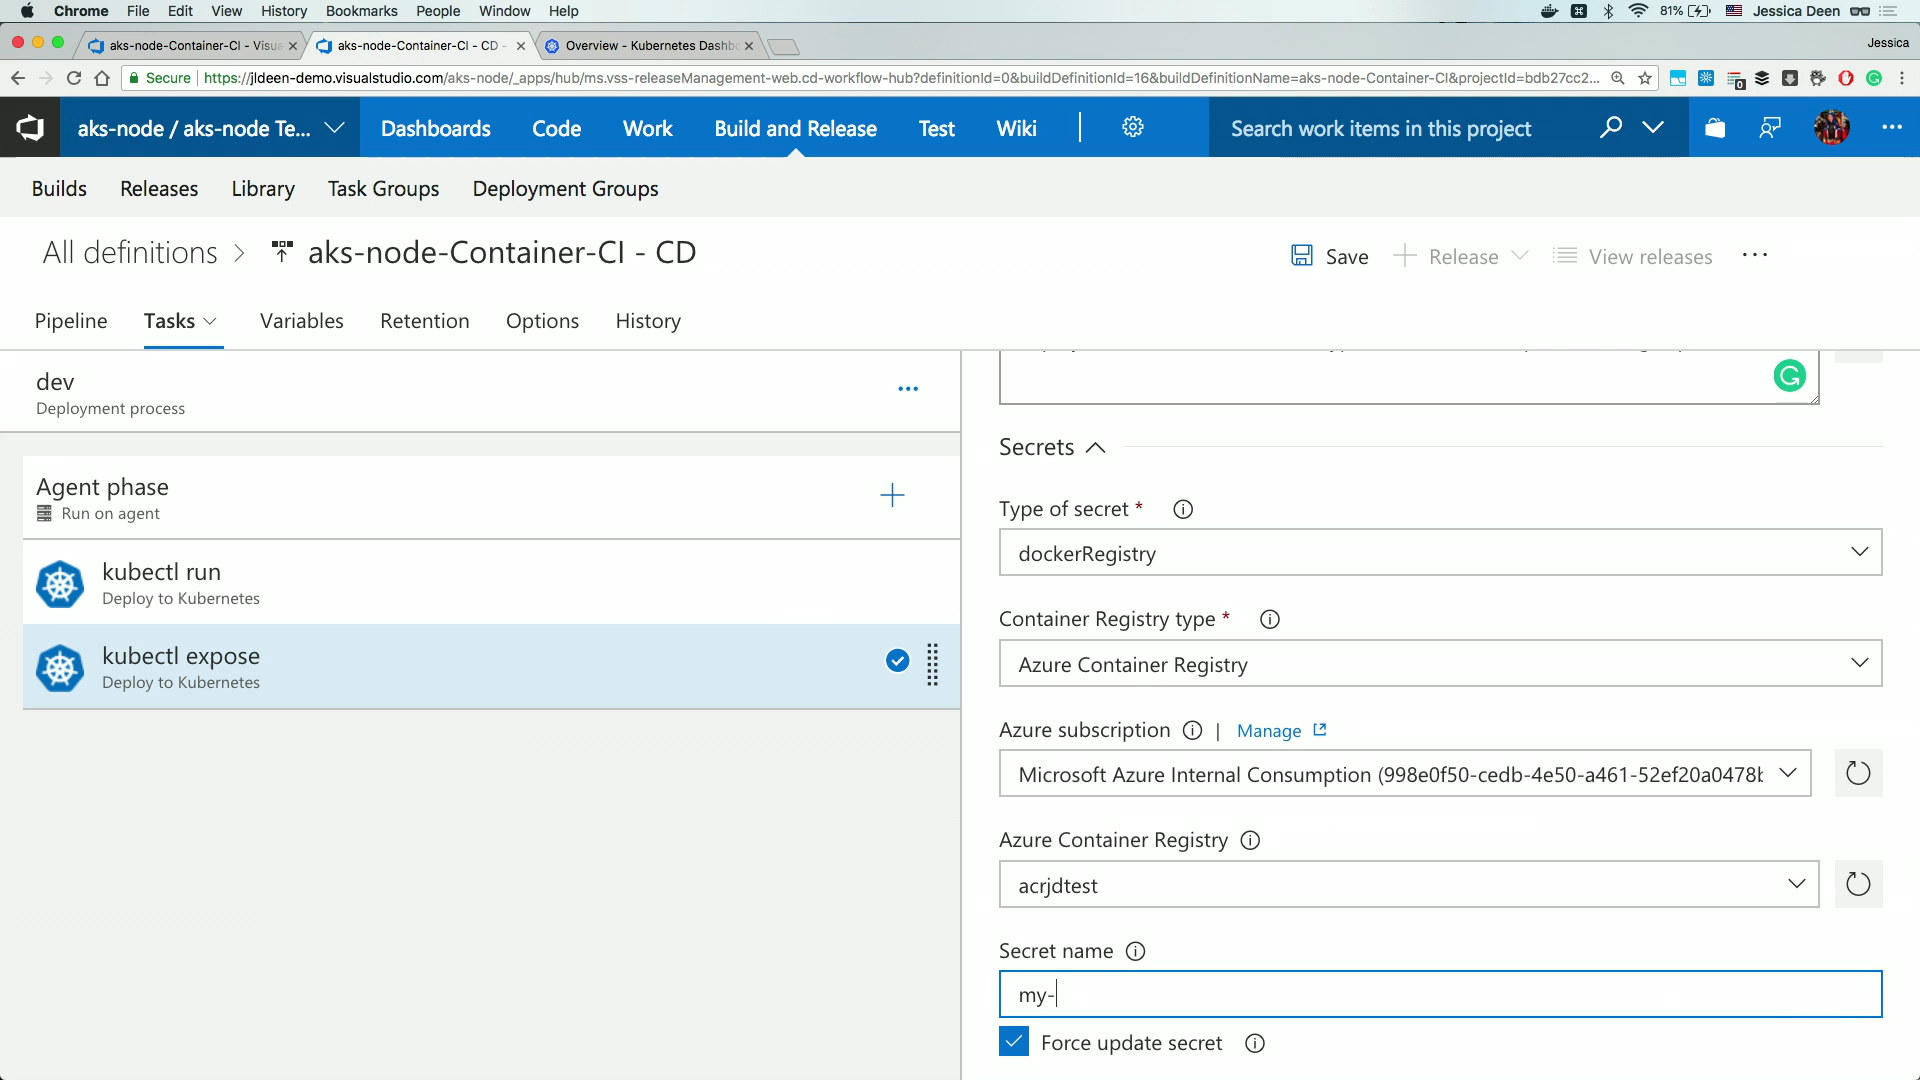 Chrome File Edit View History Bookmarks People Window Help 81% Jessica Deen
aks-node-Container-CI - Visua aks-node-Container-CI - CD - Overview - Kubernetes Dashb Jessica
Secure https://jldeen-demo.visualstudio.com/aks-node/_apps/hub/ms.vss-releaseManagement-web.cd-workflow-hub?definitionId=0&buildDefinitionId=16&buildDefinitionName=aks-node-Container-CI&projectId=bdb27cc2... 0
aks-node / aks-node Te... Dashboards Code Work Build and Release Test Wiki Search work items in this project
Builds Releases Library Task Groups Deployment Groups
All definitions > aks-node-Container-CI - CD Save Release View releases ...
Pipeline Tasks Variables Retention Options History
dev
Deployment process
Agent phase
Run on agent
kubectl run
Deploy to Kubernetes
kubectl expose
Deploy to Kubernetes
Secrets
Type of secret *
dockerRegistry
Container Registry type *
Azure Container Registry
Azure subscription | Manage
Microsoft Azure Internal Consumption (998e0f50-cedb-4e50-a461-52ef20a0478b
Azure Container Registry
acrjdtest
Secret name
my-
Force update secret